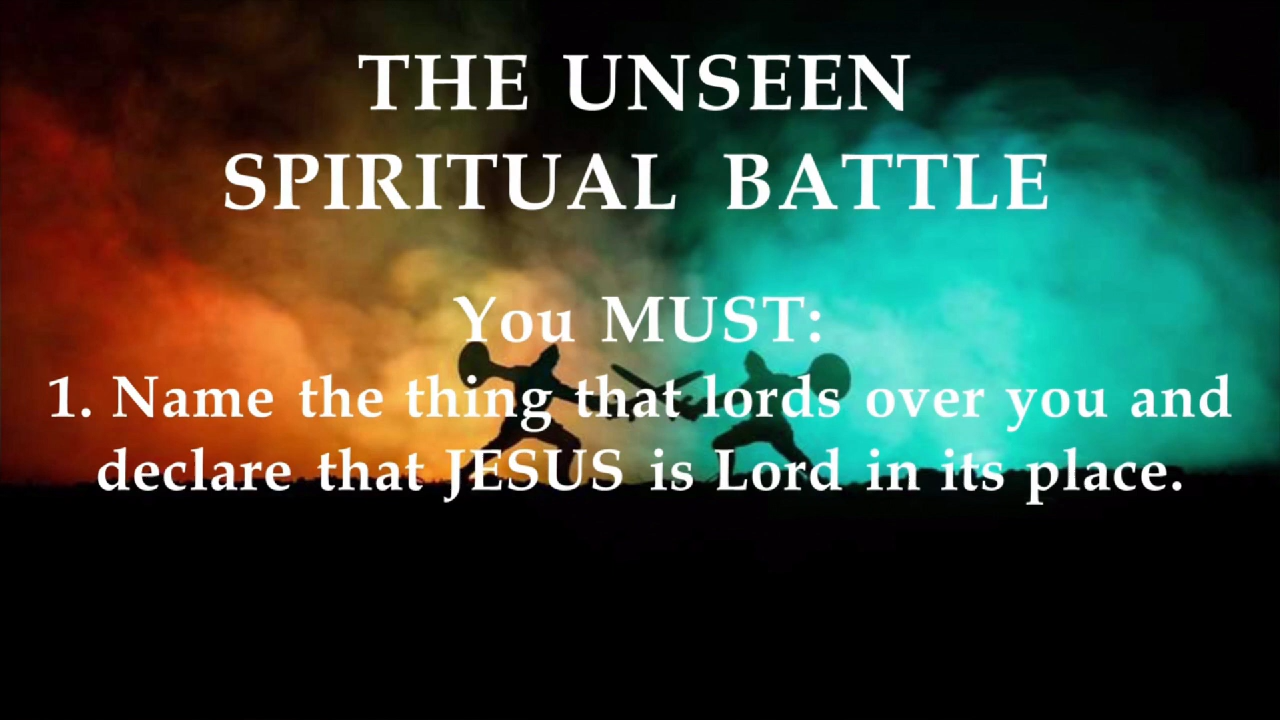 THE UNSEEN
SPIRITUAL BATTLE
You MUST:
1. Name the thing that lords over you and
declare that JESUS is Lord in its place.